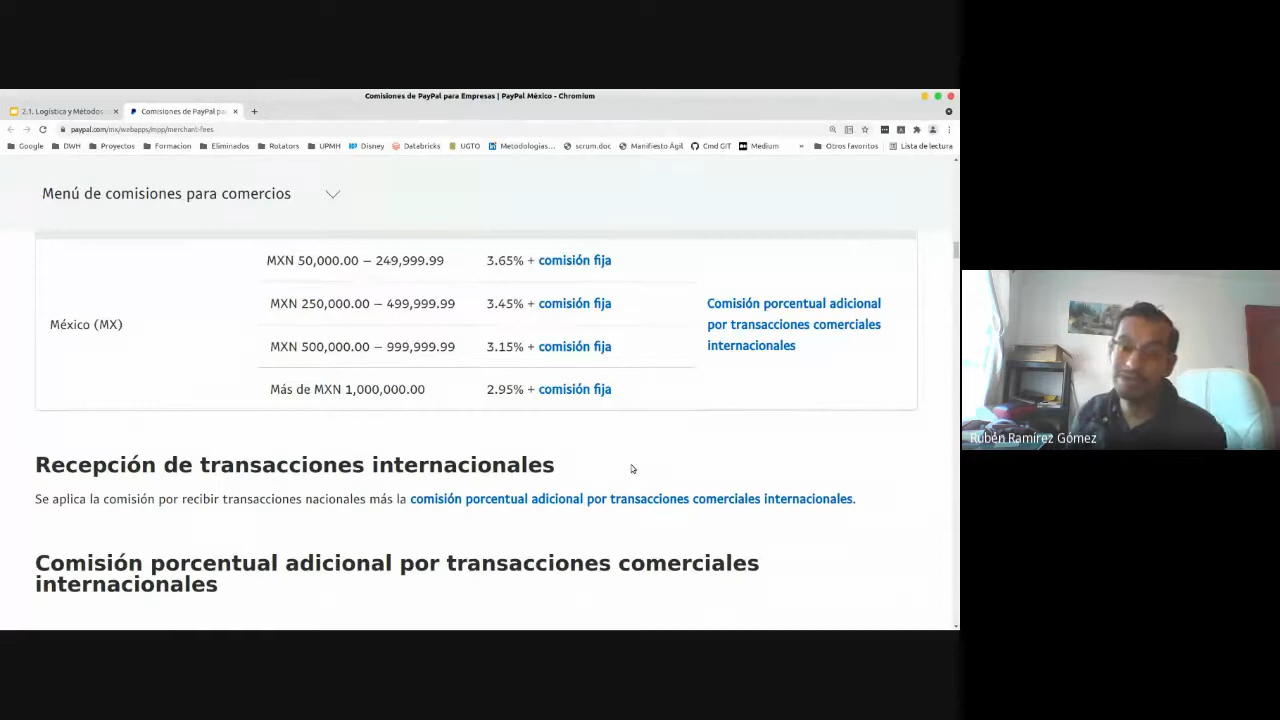 Comisiones de PayPal para Empresas | PayPal México - Chromium
2.1. Logística y Métodos
Comisiones de PayPal pa
paypal.com/mx/webapps/mpp/merchant-fees
Google DWH Proyectos Formacion Eliminados Rotators UPMH Disney Databricks UGTO Metodologias... scrum.doc Manifiesto Ágil Cmd GIT Medium » Otros favoritos Lista de lectura
Menú de comisiones para comercios
MXN 50,000.00 – 249,999.99 3.65% + comisión fija
MXN 250,000.00 – 499,999.99 3.45% + comisión fija
México (MX)
MXN 500,000.00 – 999,999.99 3.15% + comisión fija
Más de MXN 1,000,000.00 2.95% + comisión fija
Comisión porcentual adicional
por transacciones comerciales
internacionales
Recepción de transacciones internacionales
Se aplica la comisión por recibir transacciones nacionales más la comisión porcentual adicional por transacciones comerciales internacionales.
Comisión porcentual adicional por transacciones comerciales
internacionales
Rubén Ramírez Gómez